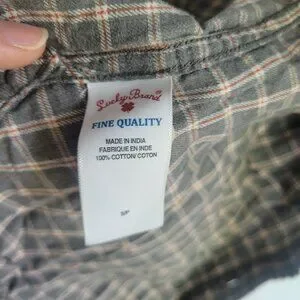 Lucky Brand
FINE QUALITY
MADE IN INDIA
FABRIQUE EN INDE
100% COTTON/ COTON
S/P